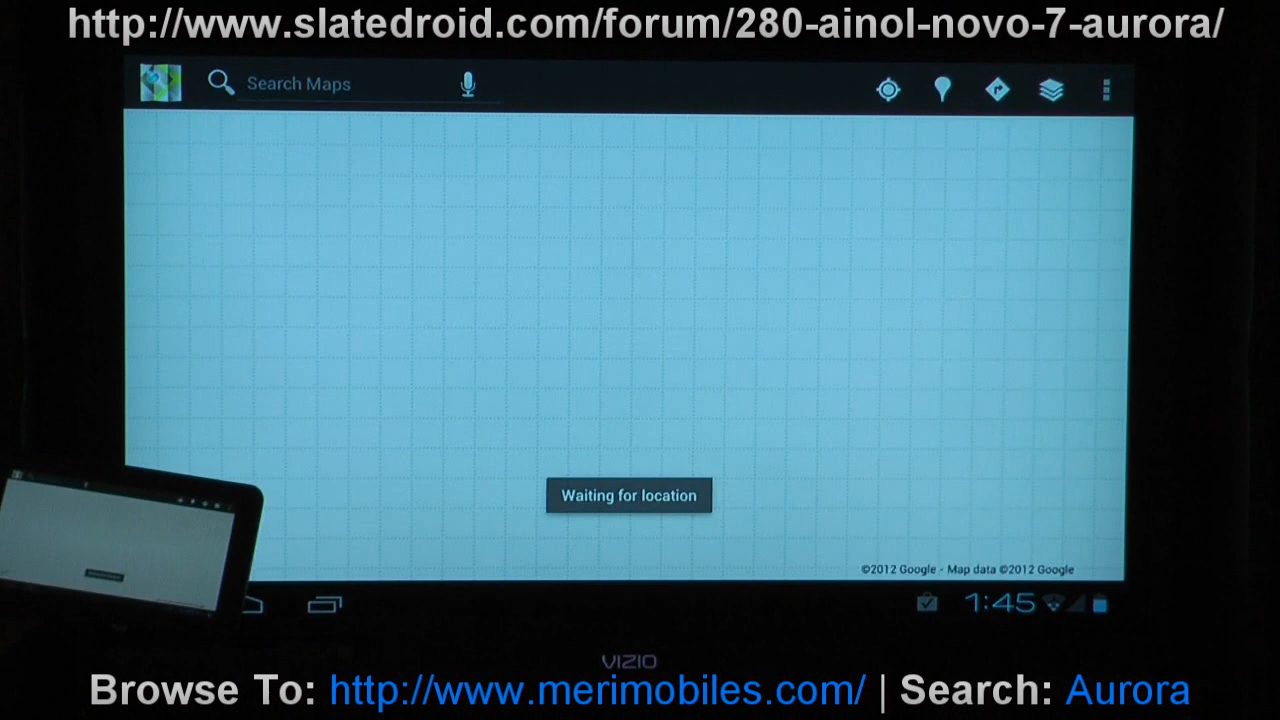 http://www.slatedroid.com/forum/280-ainol-novo-7-aurora/
Search Maps
Waiting for location
©2012 Google - Map data ©2012 Google
1:45
VIZIO
Browse To: http://www.merimobiles.com/ | Search: Aurora